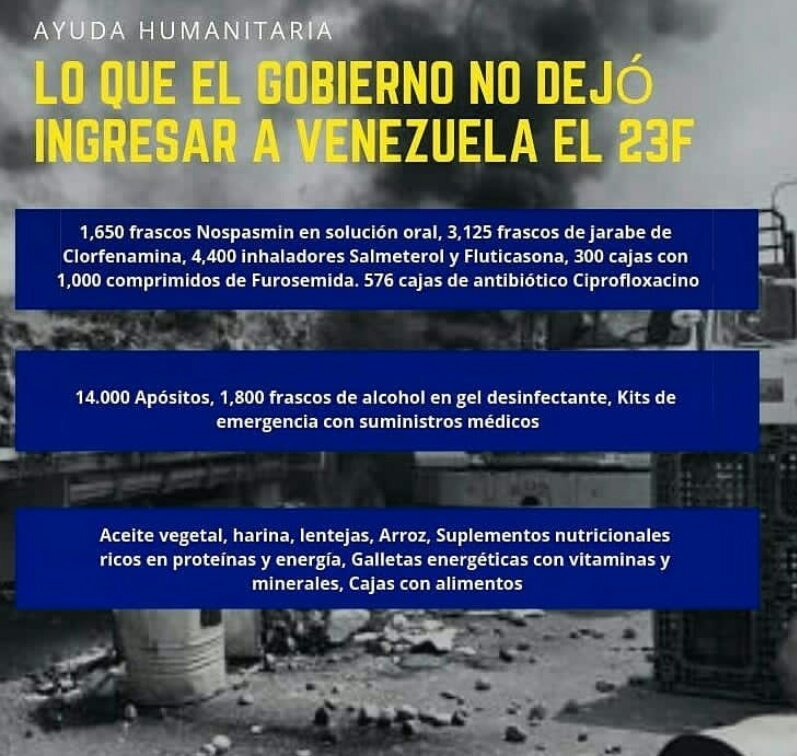 AYUDA HUMANITARIA
LO QUE EL GOBIERNO NO DEJÓ
INGRESAR A VENEZUELA EL 23F
1,650 frascos Nospasmin en solución oral, 3,125 frascos de jarabe de
Clorfenamina, 4,400 inhaladores Salmeterol y Fluticasona, 300 cajas con
1,000 comprimidos de Furosemida. 576 cajas de antibiótico Ciprofloxacino
14.000 Apósitos, 1,800 frascos de alcohol en gel desinfectante, Kits de
emergencia con suministros médicos
Aceite vegetal, harina, lentejas, Arroz, Suplementos nutricionales
ricos en proteínas y energía, Galletas energéticas con vitaminas y
minerales, Cajas con alimentos